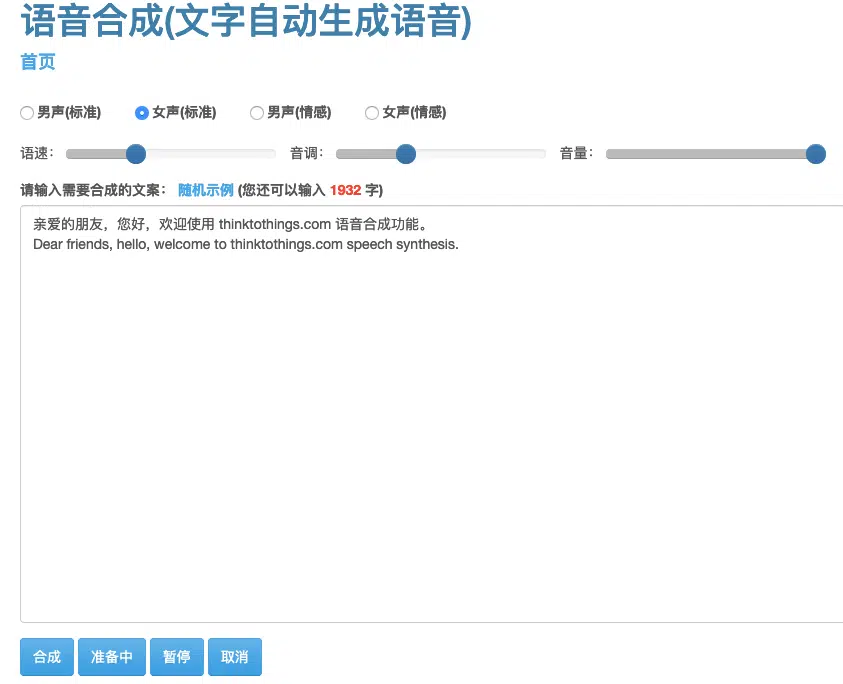 语音合成(文字自动生成语音)
首页
男声(标准) 女声(标准) 男声(情感) 女声(情感)
语速： 音调： 音量：
请输入需要合成的文案： 随机示例 (您还可以输入 1932 字)
亲爱的朋友，您好，欢迎使用 thinktothings.com 语音合成功能。
Dear friends, hello, welcome to thinktothings.com speech synthesis.
合成 准备中 暂停 取消